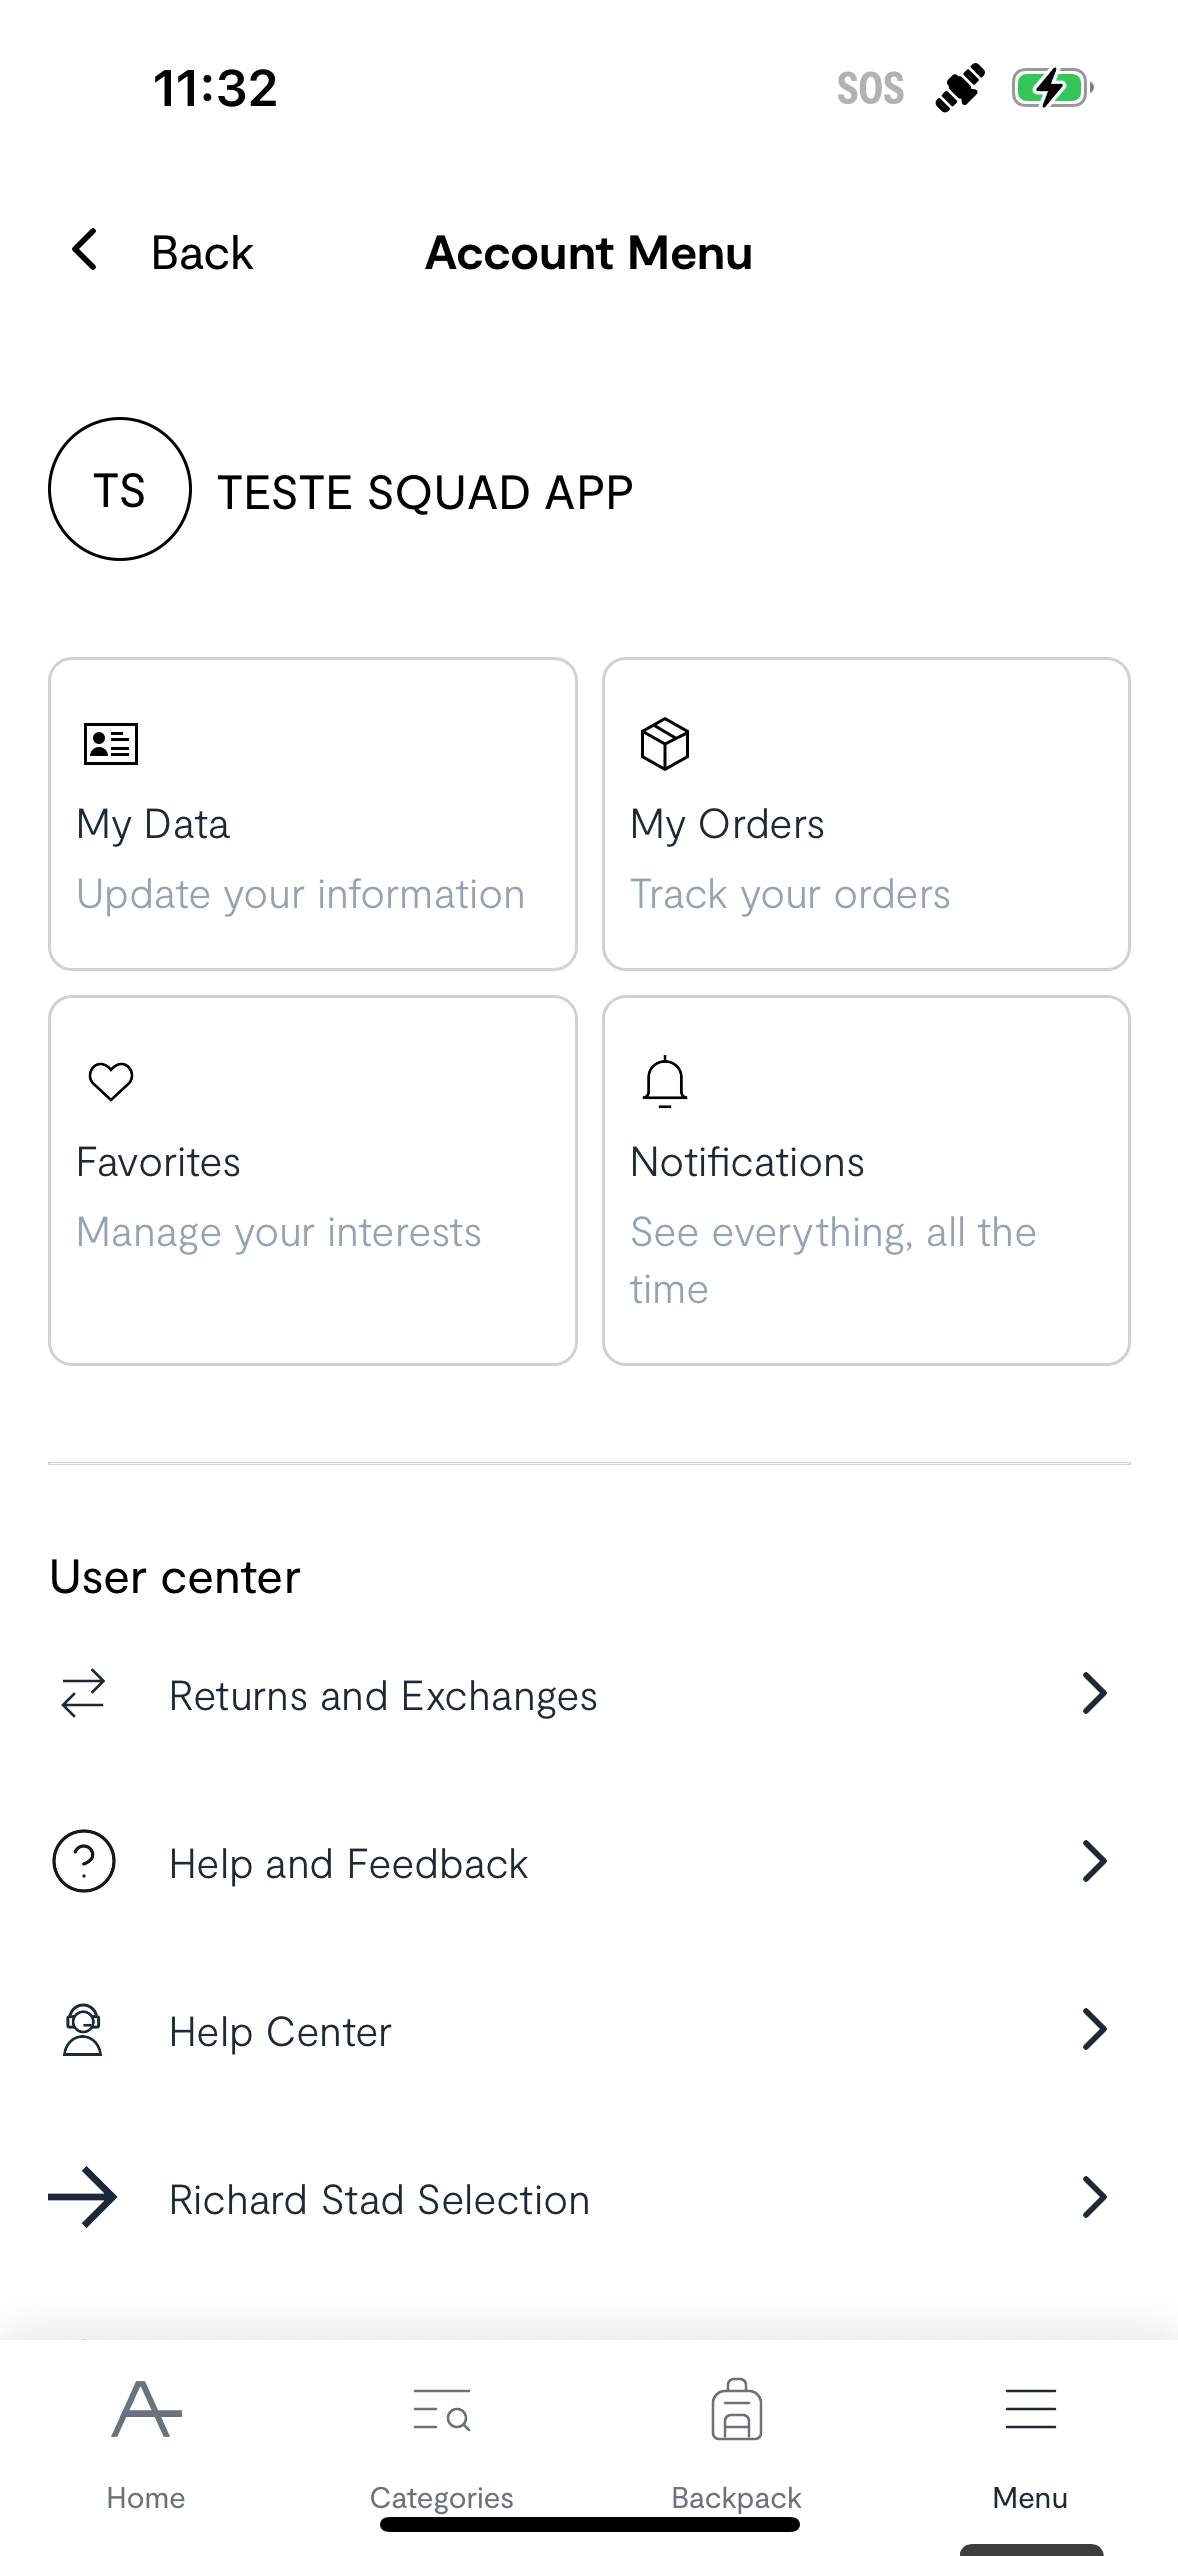 11:32
SOS
Back
Account Menu
TS
TESTE SQUAD APP
My Data
Update your information
My Orders
Track your orders
Favorites
Manage your interests
Notifications
See everything, all the
time
User center
Returns and Exchanges
Help and Feedback
Help Center
Richard Stad Selection
Home
Categories
Backpack
Menu